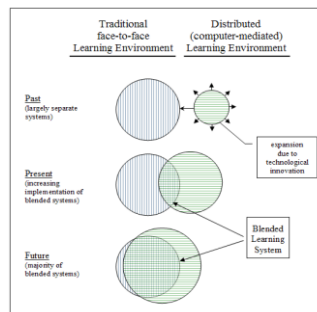 Traditional
face-to-face
Learning Environment
Distributed
(computer-mediated)
Learning Environment
Past
(largely separate
systems)
expansion
due to
technological
innovation
Present
(increasing
implementation of
blended systems)
Blended
Learning
System
Future
(majority of
blended systems)